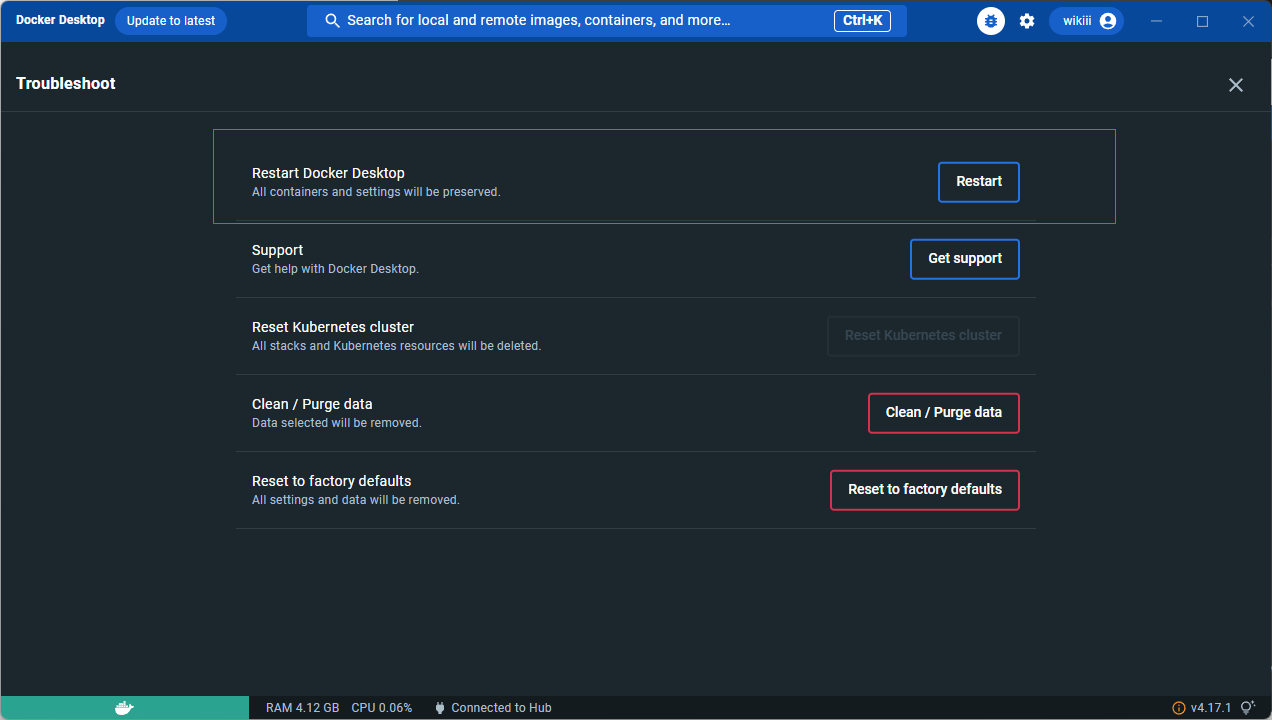 Docker Desktop
Update to latest
Search for local and remote images, containers, and more...
Ctrl+K
wikiii
Troubleshoot
Restart Docker Desktop
All containers and settings will be preserved.
Restart
Support
Get help with Docker Desktop.
Get support
Reset Kubernetes cluster
All stacks and Kubernetes resources will be deleted.
Reset Kubernetes cluster
Clean / Purge data
Data selected will be removed.
Clean / Purge data
Reset to factory defaults
All settings and data will be removed.
Reset to factory defaults
RAM 4.12 GB CPU 0.06% Connected to Hub
v4.17.1